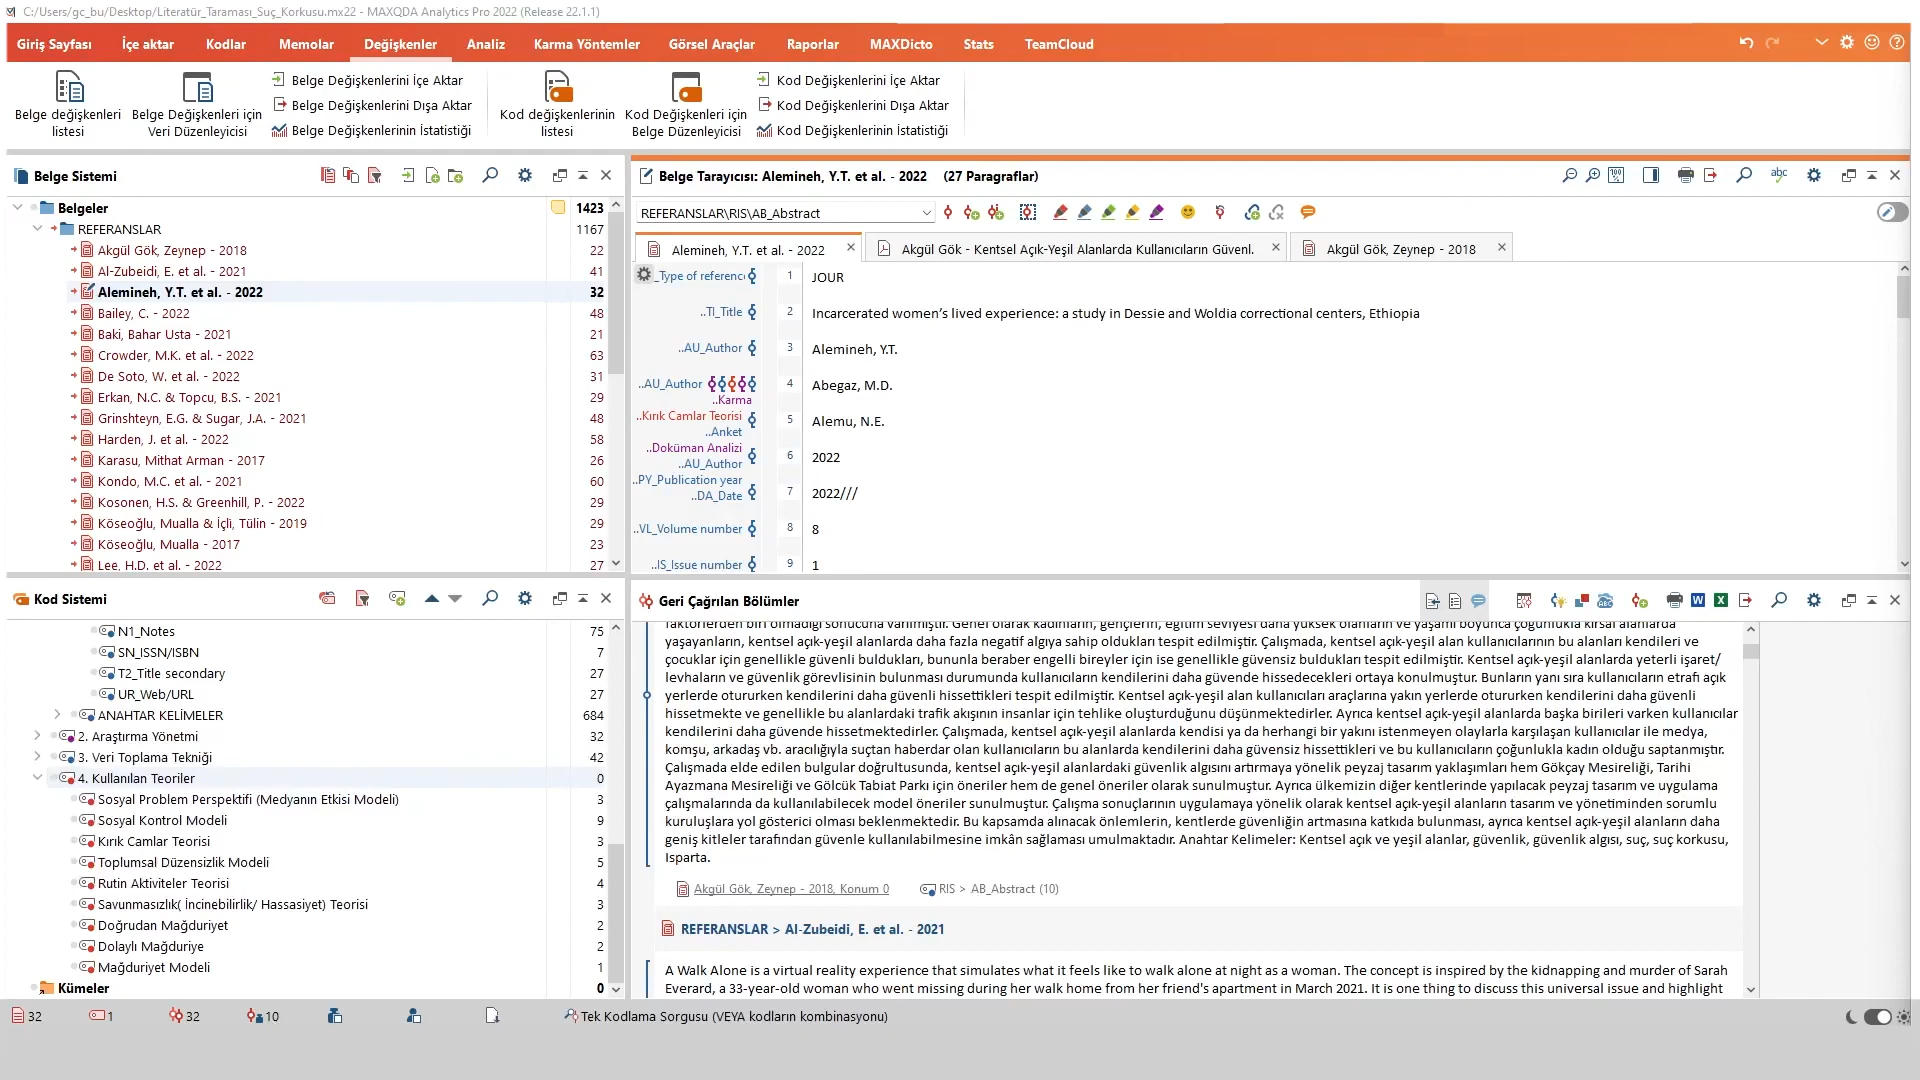 C:/Users/gc_bu/Desktop/Literatür_Taraması_Suç_Korkusu.mx22 - MAXQDA Analytics Pro 2022 (Release 22.1.1)
Giriş Sayfası İçe aktar Kodlar Memolar Değişkenler Analiz Karma Yöntemler Görsel Araçlar Raporlar MAXDicto Stats TeamCloud
Belge değişkenleri listesi
Belge Değişkenleri için Veri Düzenleyicisi
Belge Değişkenlerini İçe Aktar
Belge Değişkenlerini Dışa Aktar
Belge Değişkenlerinin İstatistiği
Kod değişkenlerinin listesi
Kod Değişkenleri için Belge Düzenleyicisi
Kod Değişkenlerini İçe Aktar
Kod Değişkenlerini Dışa Aktar
Kod Değişkenlerinin İstatistiği
Belge Sistemi
Belgeler 1423
REFERANSLAR 1167
Akgül Gök, Zeynep - 2018 22
Al-Zubeidi, E. et al. - 2021 41
Alemineh, Y.T. et al. - 2022 32
Bailey, C. - 2022 48
Baki, Bahar Usta - 2021 21
Crowder, M.K. et al. - 2022 63
De Soto, W. et al. - 2022 31
Erkan, N.C. & Topcu, B.S. - 2021 29
Grinshteyn, E.G. & Sugar, J.A. - 2021 48
Harden, J. et al. - 2022 58
Karasu, Mithat Arman - 2017 26
Kondo, M.C. et al. - 2021 60
Kosonen, H.S. & Greenhill, P. - 2022 29
Köseoğlu, Mualla & İçli, Tülin - 2019 29
Köseoğlu, Mualla - 2017 23
Lee, H.D. et al. - 2022 27
Belge Tarayıcısı: Alemineh, Y.T. et al. - 2022 (27 Paragraflar)
REFERANSLAR\RIS\AB_Abstract
Alemineh, Y.T. et al. - 2022
Akgül Gök - Kentsel Açık-Yeşil Alanlarda Kullanıcıların Güvenl.
Akgül Gök, Zeynep - 2018
_Type of referenc 1 JOUR
..TI_Title 2 Incarcerated women's lived experience: a study in Dessie and Woldia correctional centers, Ethiopia
..AU_Author 3 Alemineh, Y.T.
..AU_Author 4 Abegaz, M.D.
..Karma
..Kırık Camlar Teorisi 5 Alemu, N.E.
..Anket
..Doküman Analizi 6 2022
..AU_Author
..PY_Publication year
..DA_Date 7 2022///
..VL_Volume number 8 8
..IS_Issue number 9 1
Kod Sistemi
N1_Notes 75
SN_ISSN/ISBN 7
T2_Title secondary 27
UR_Web/URL 27
ANAHTAR KELİMELER 684
2. Araştırma Yönetmi 32
3. Veri Toplama Tekniği 42
4. Kullanılan Teoriler 0
Sosyal Problem Perspektifi (Medyanın Etkisi Modeli) 3
Sosyal Kontrol Modeli 9
Kırık Camlar Teorisi 3
Toplumsal Düzensizlik Modeli 5
Rutin Aktiviteler Teorisi 4
Savunmasızlık( İncinebilirlik/ Hassasiyet) Teorisi 3
Doğrudan Mağduriyet 2
Dolaylı Mağduriye 2
Mağduriyet Modeli 1
Kümeler 0
Geri Çağrılan Bölümler
faktörlerden biri olmadığı sonucuna varılmıştır. Genel olarak kadınların, gençlerin, eğitim seviyesi daha yüksek olanların ve yaşamı boyunca çoğunlukla kırsal alanlarda
yaşayanların, kentsel açık-yeşil alanlarda daha fazla negatif algıya sahip oldukları tespit edilmiştir. Çalışmada, kentsel açık-yeşil alan kullanıcılarının bu alanları kendileri ve
çocuklar için genellikle güvenli buldukları, bununla beraber engelli bireyler için ise genellikle güvensiz buldukları tespit edilmiştir. Kentsel açık-yeşil alanlarda yeterli işaret/
levhaların ve güvenlik görevlisinin bulunması durumunda kullanıcıların kendilerini daha güvende hissedecekleri ortaya konulmuştur. Bunların yanı sıra kullanıcıların etrafı açık
yerlerde otururken kendilerini daha güvenli hissettikleri tespit edilmiştir. Kentsel açık-yeşil alan kullanıcıları araçlarına yakın yerlerde otururken kendilerini daha güvenli
hissetmekte ve genellikle bu alanlardaki trafik akışının insanlar için tehlike oluşturduğunu düşünmektedirler. Ayrıca kentsel açık-yeşil alanlarda başka birileri varken kullanıcılar
kendilerini daha güvende hissetmektedirler. Çalışmada, kentsel açık-yeşil alanlarda kendisi ya da herhangi bir yakını istenmeyen olaylarla karşılaşan kullanıcılar ile medya,
komşu, arkadaş vb. aracılığıyla suçtan haberdar olan kullanıcıların bu alanlarda kendilerini daha güvensiz hissettikleri ve bu kullanıcıların çoğunlukla kadın olduğu saptanmıştır.
Çalışmada elde edilen bulgular doğrultusunda, kentsel açık-yeşil alanlardaki güvenlik algısını artırmaya yönelik peyzaj tasarım yaklaşımları hem Gökçay Mesireliği, Tarihi
Ayazmana Mesireliği ve Gölcük Tabiat Parkı için öneriler hem de genel öneriler olarak sunulmuştur. Ayrıca ülkemizin diğer kentlerinde yapılacak peyzaj tasarım ve uygulama
çalışmalarında da kullanılabilecek model öneriler sunulmuştur. Çalışma sonuçlarının uygulamaya yönelik olarak kentsel açık-yeşil alanların tasarım ve yönetiminden sorumlu
kuruluşlara yol gösterici olması beklenmektedir. Bu kapsamda alınacak önlemlerin, kentlerde güvenliğin artmasına katkıda bulunması, ayrıca kentsel açık-yeşil alanların daha
geniş kitleler tarafından güvenle kullanılabilmesine imkân sağlaması umulmaktadır. Anahtar Kelimeler: Kentsel açık ve yeşil alanlar, güvenlik, güvenlik algısı, suç, suç korkusu,
Isparta.
Akgül Gök, Zeynep - 2018, Konum 0 RIS > AB_Abstract (10)
REFERANSLAR > Al-Zubeidi, E. et al. - 2021
A Walk Alone is a virtual reality experience that simulates what it feels like to walk alone at night as a woman. The concept is inspired by the kidnapping and murder of Sarah
Everard, a 33-year-old woman who went missing during her walk home from her friend's apartment in March 2021. It is one thing to discuss this universal issue and highlight
32 1 32 10 Tek Kodlama Sorgusu (VEYA kodların kombinasyonu)